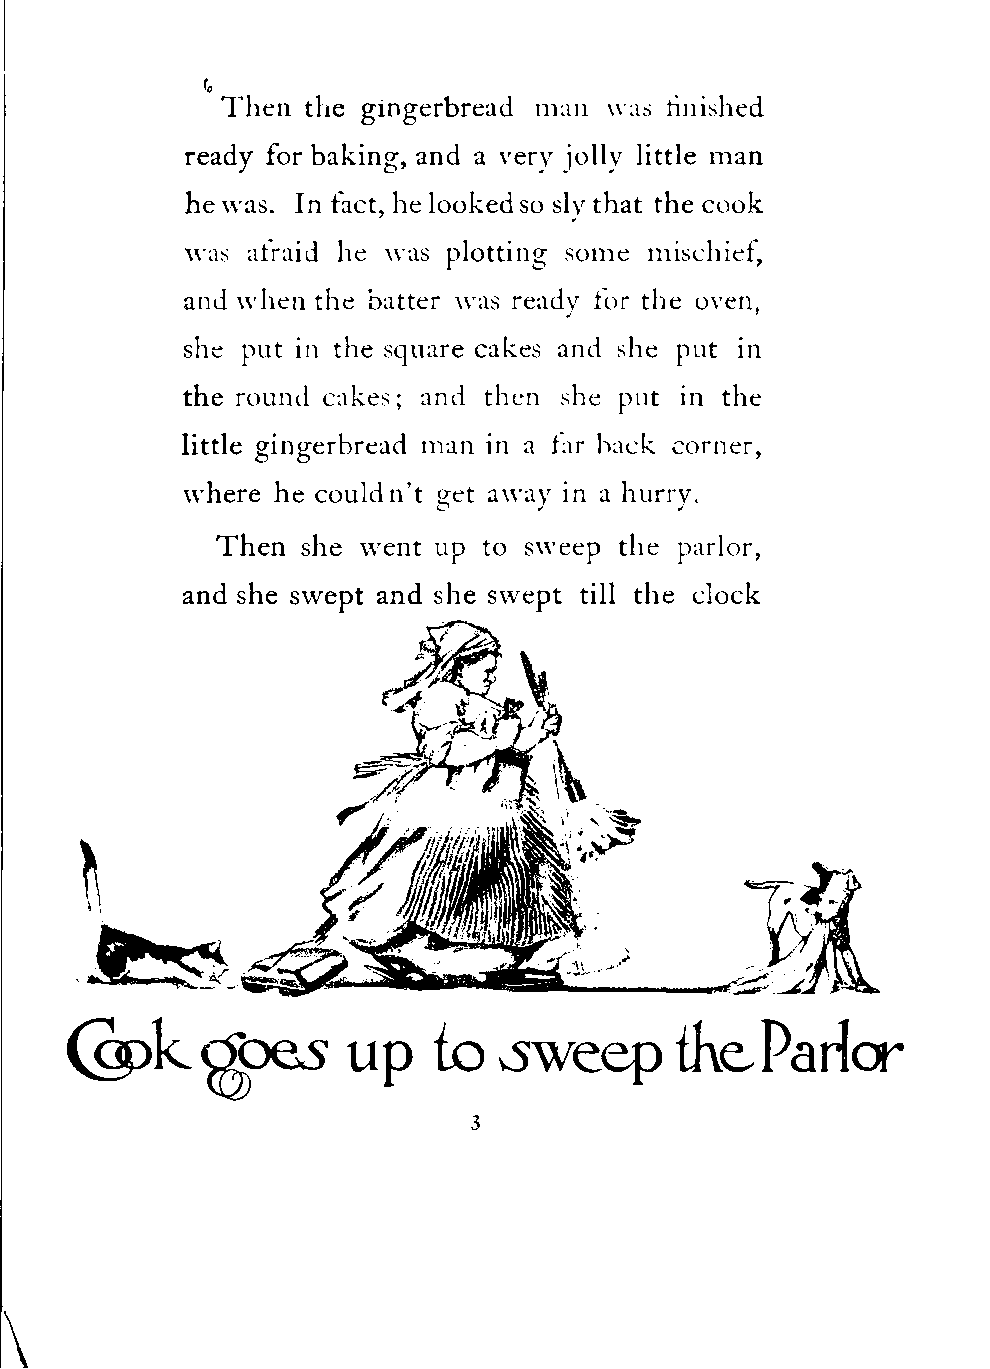 Then the gingerbread man was finished
ready for baking, and a very jolly little man
he was. In fact, he looked so sly that the cook
was afraid he was plotting some mischief,
and when the batter was ready for the oven,
she put in the square cakes and she put in
the round cakes; and then she put in the
little gingerbread man in a far back corner,
where he couldn't get away in a hurry.
Then she went up to sweep the parlor,
and she swept and she swept till the clock
Cook goes up to sweep the Parlor
3